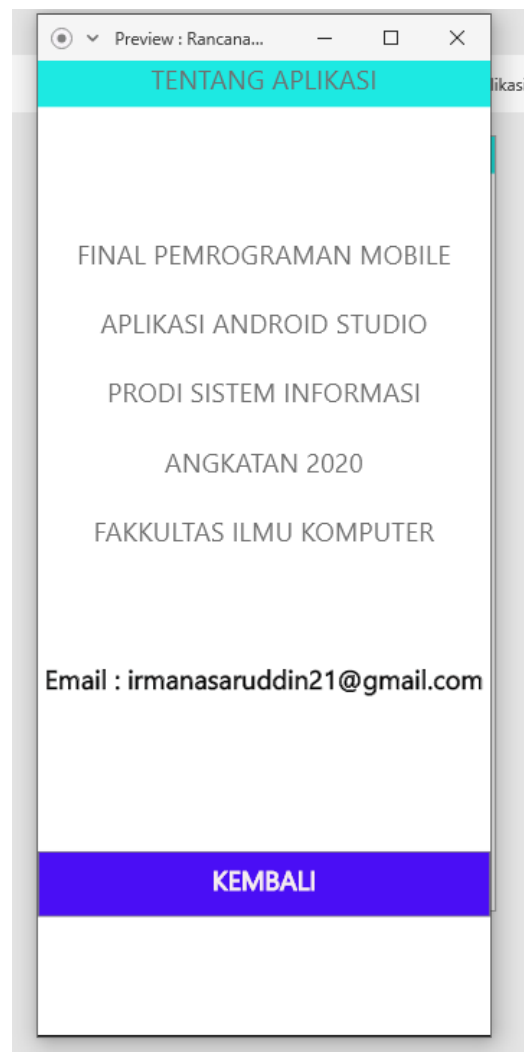 Preview : Rancana...
TENTANG APLIKASI
likasi
FINAL PEMROGRAMAN MOBILE
APLIKASI ANDROID STUDIO
PRODI SISTEM INFORMASI
ANGKATAN 2020
FAKKULTAS ILMU KOMPUTER
Email : irmanasaruddin21@gmail.com
KEMBALI